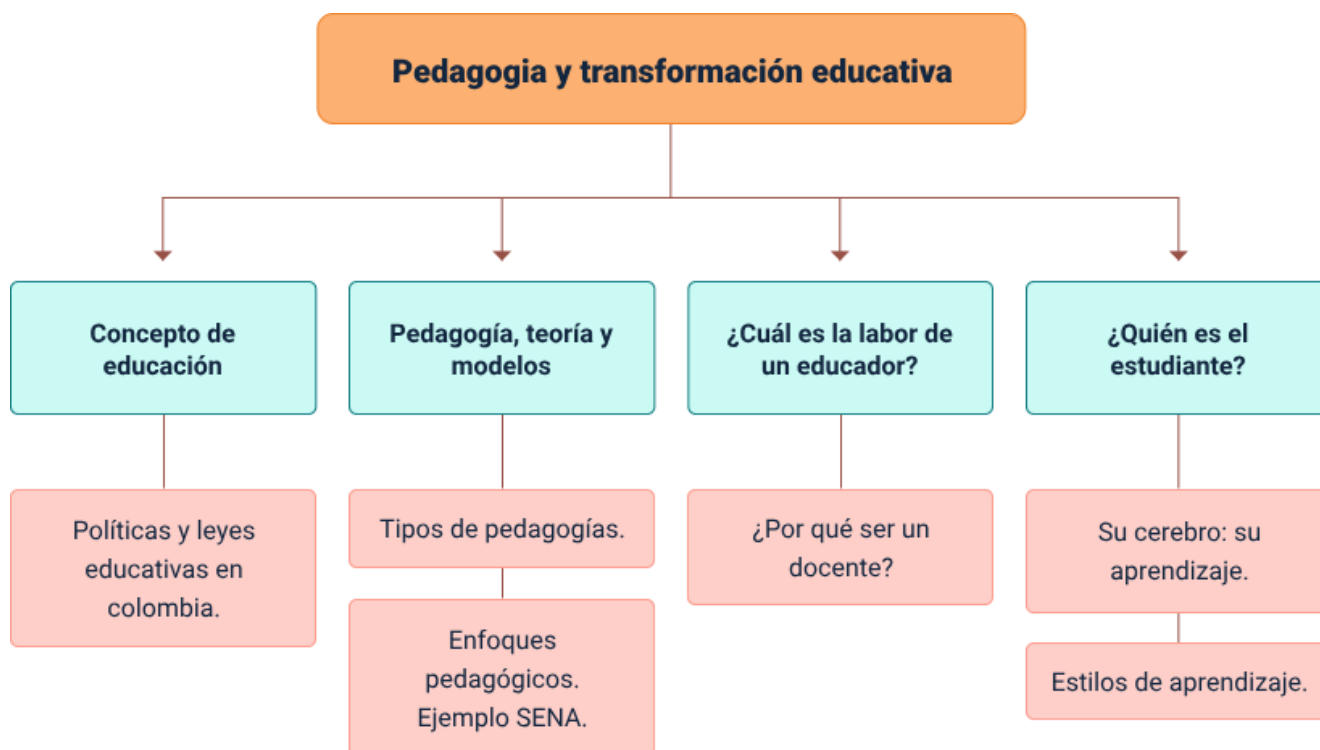 Pedagogia y transformación educativa
Concepto de
educación
Políticas y leyes
educativas en
colombia.
Pedagogía, teoría y
modelos
Tipos de pedagogías.
Enfoques
pedagógicos.
Ejemplo SENA.
¿Cuál es la labor de
un educador?
¿Por qué ser un
docente?
¿Quién es el
estudiante?
Su cerebro: su
aprendizaje.
Estilos de aprendizaje.